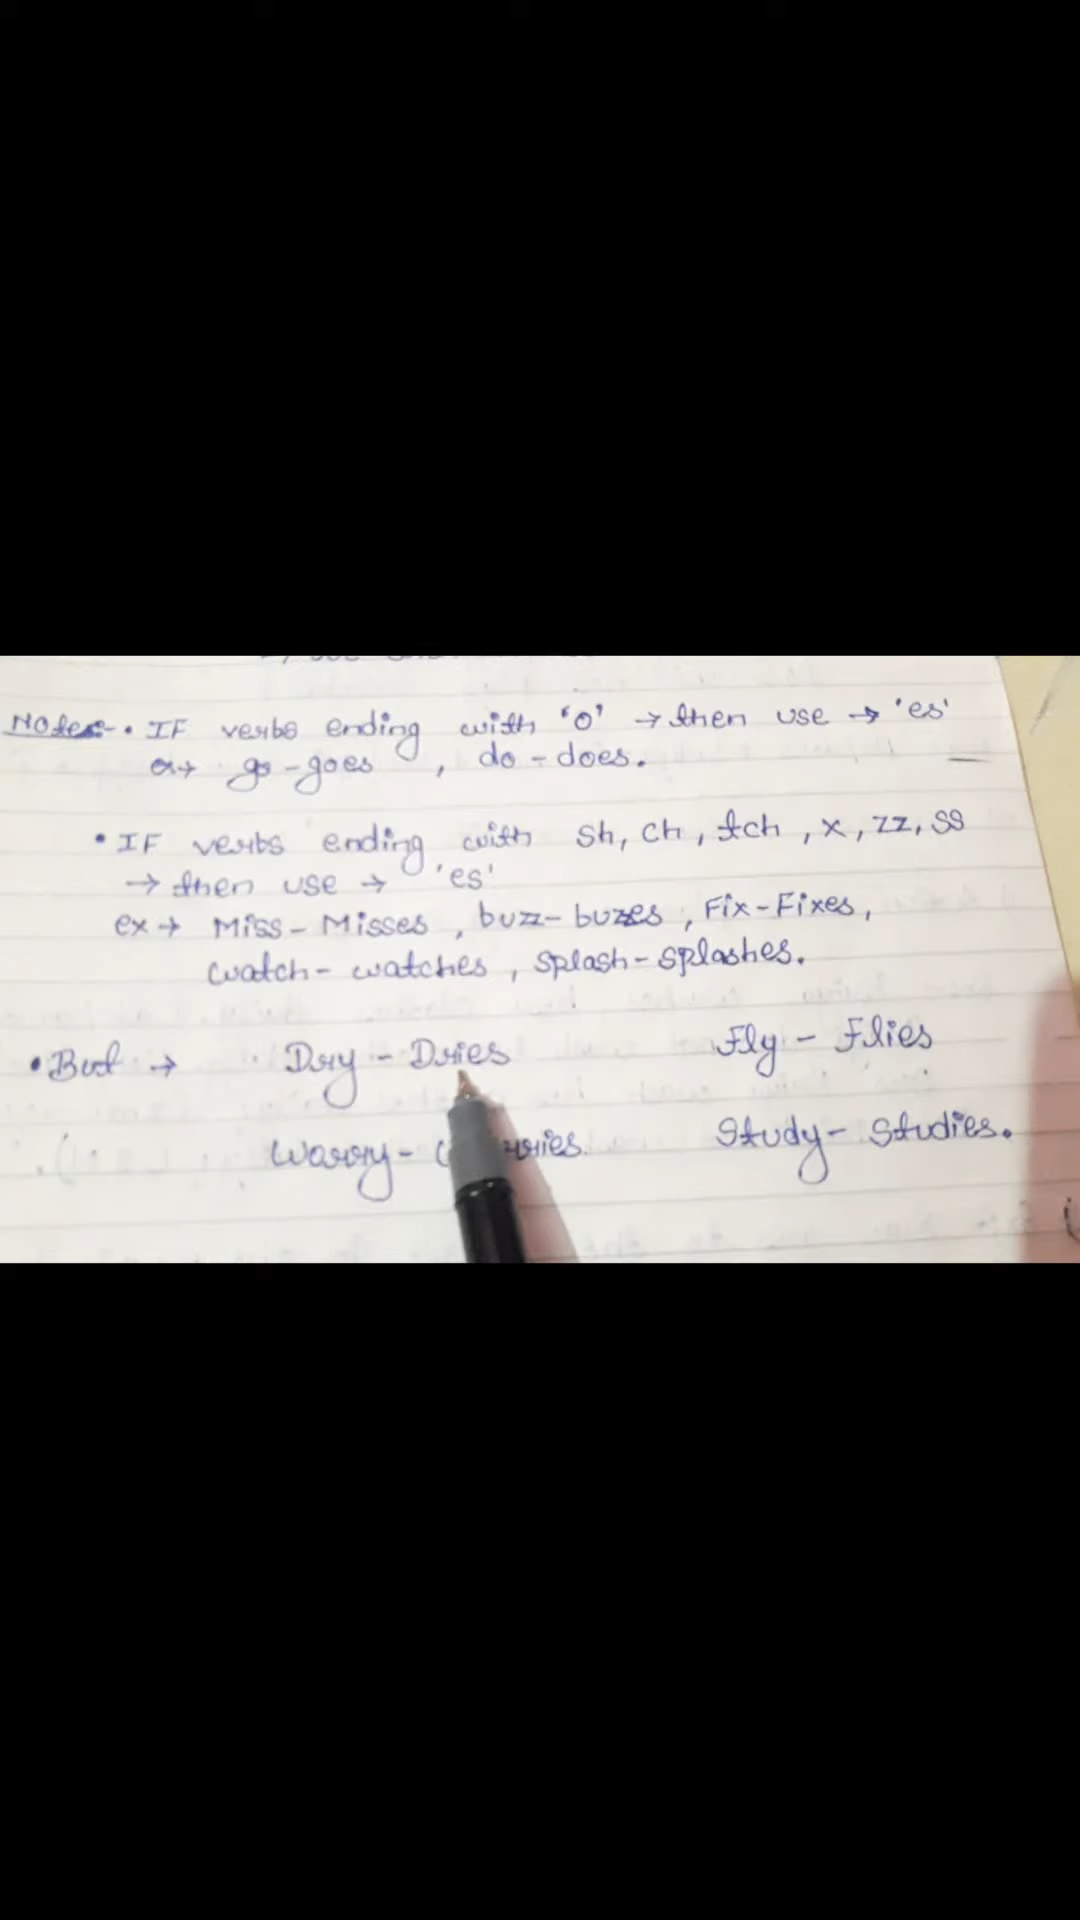 Note:- • IF verbs ending with 'o' → then use → 'es'
ex→ go - goes , do - does.
• IF verbs ending with sh, ch, tch, x, zz, ss
→ then use → 'es'
ex → Miss - Misses , buzz - buzzes , Fix - Fixes ,
watch - watches , splash - splashes.
• But → Dry - Dries Fly - Flies
Worry - Study - Studies.